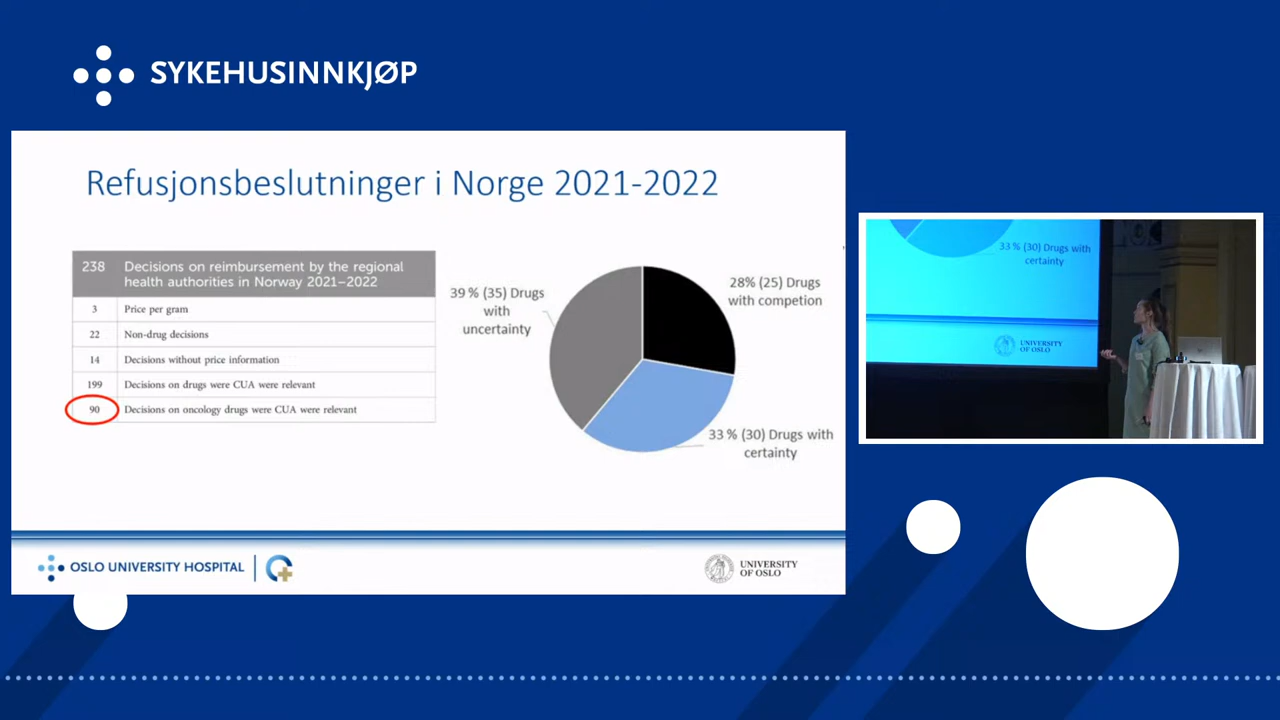 SYKEHUSINNKJØP
Refusjonsbeslutninger i Norge 2021-2022
238 Decisions on reimbursement by the regional
health authorities in Norway 2021–2022
3 Price per gram
22 Non-drug decisions
14 Decisions without price information
199 Decisions on drugs were CUA were relevant
90 Decisions on oncology drugs were CUA were relevant
39 % (35) Drugs
with
uncertainty
28% (25) Drugs
with competion
33 % (30) Drugs with
certainty
OSLO UNIVERSITY HOSPITAL
UNIVERSITY
OF OSLO
33 % (30) Drugs with
certainty
UNIVERSITY
OF OSLO